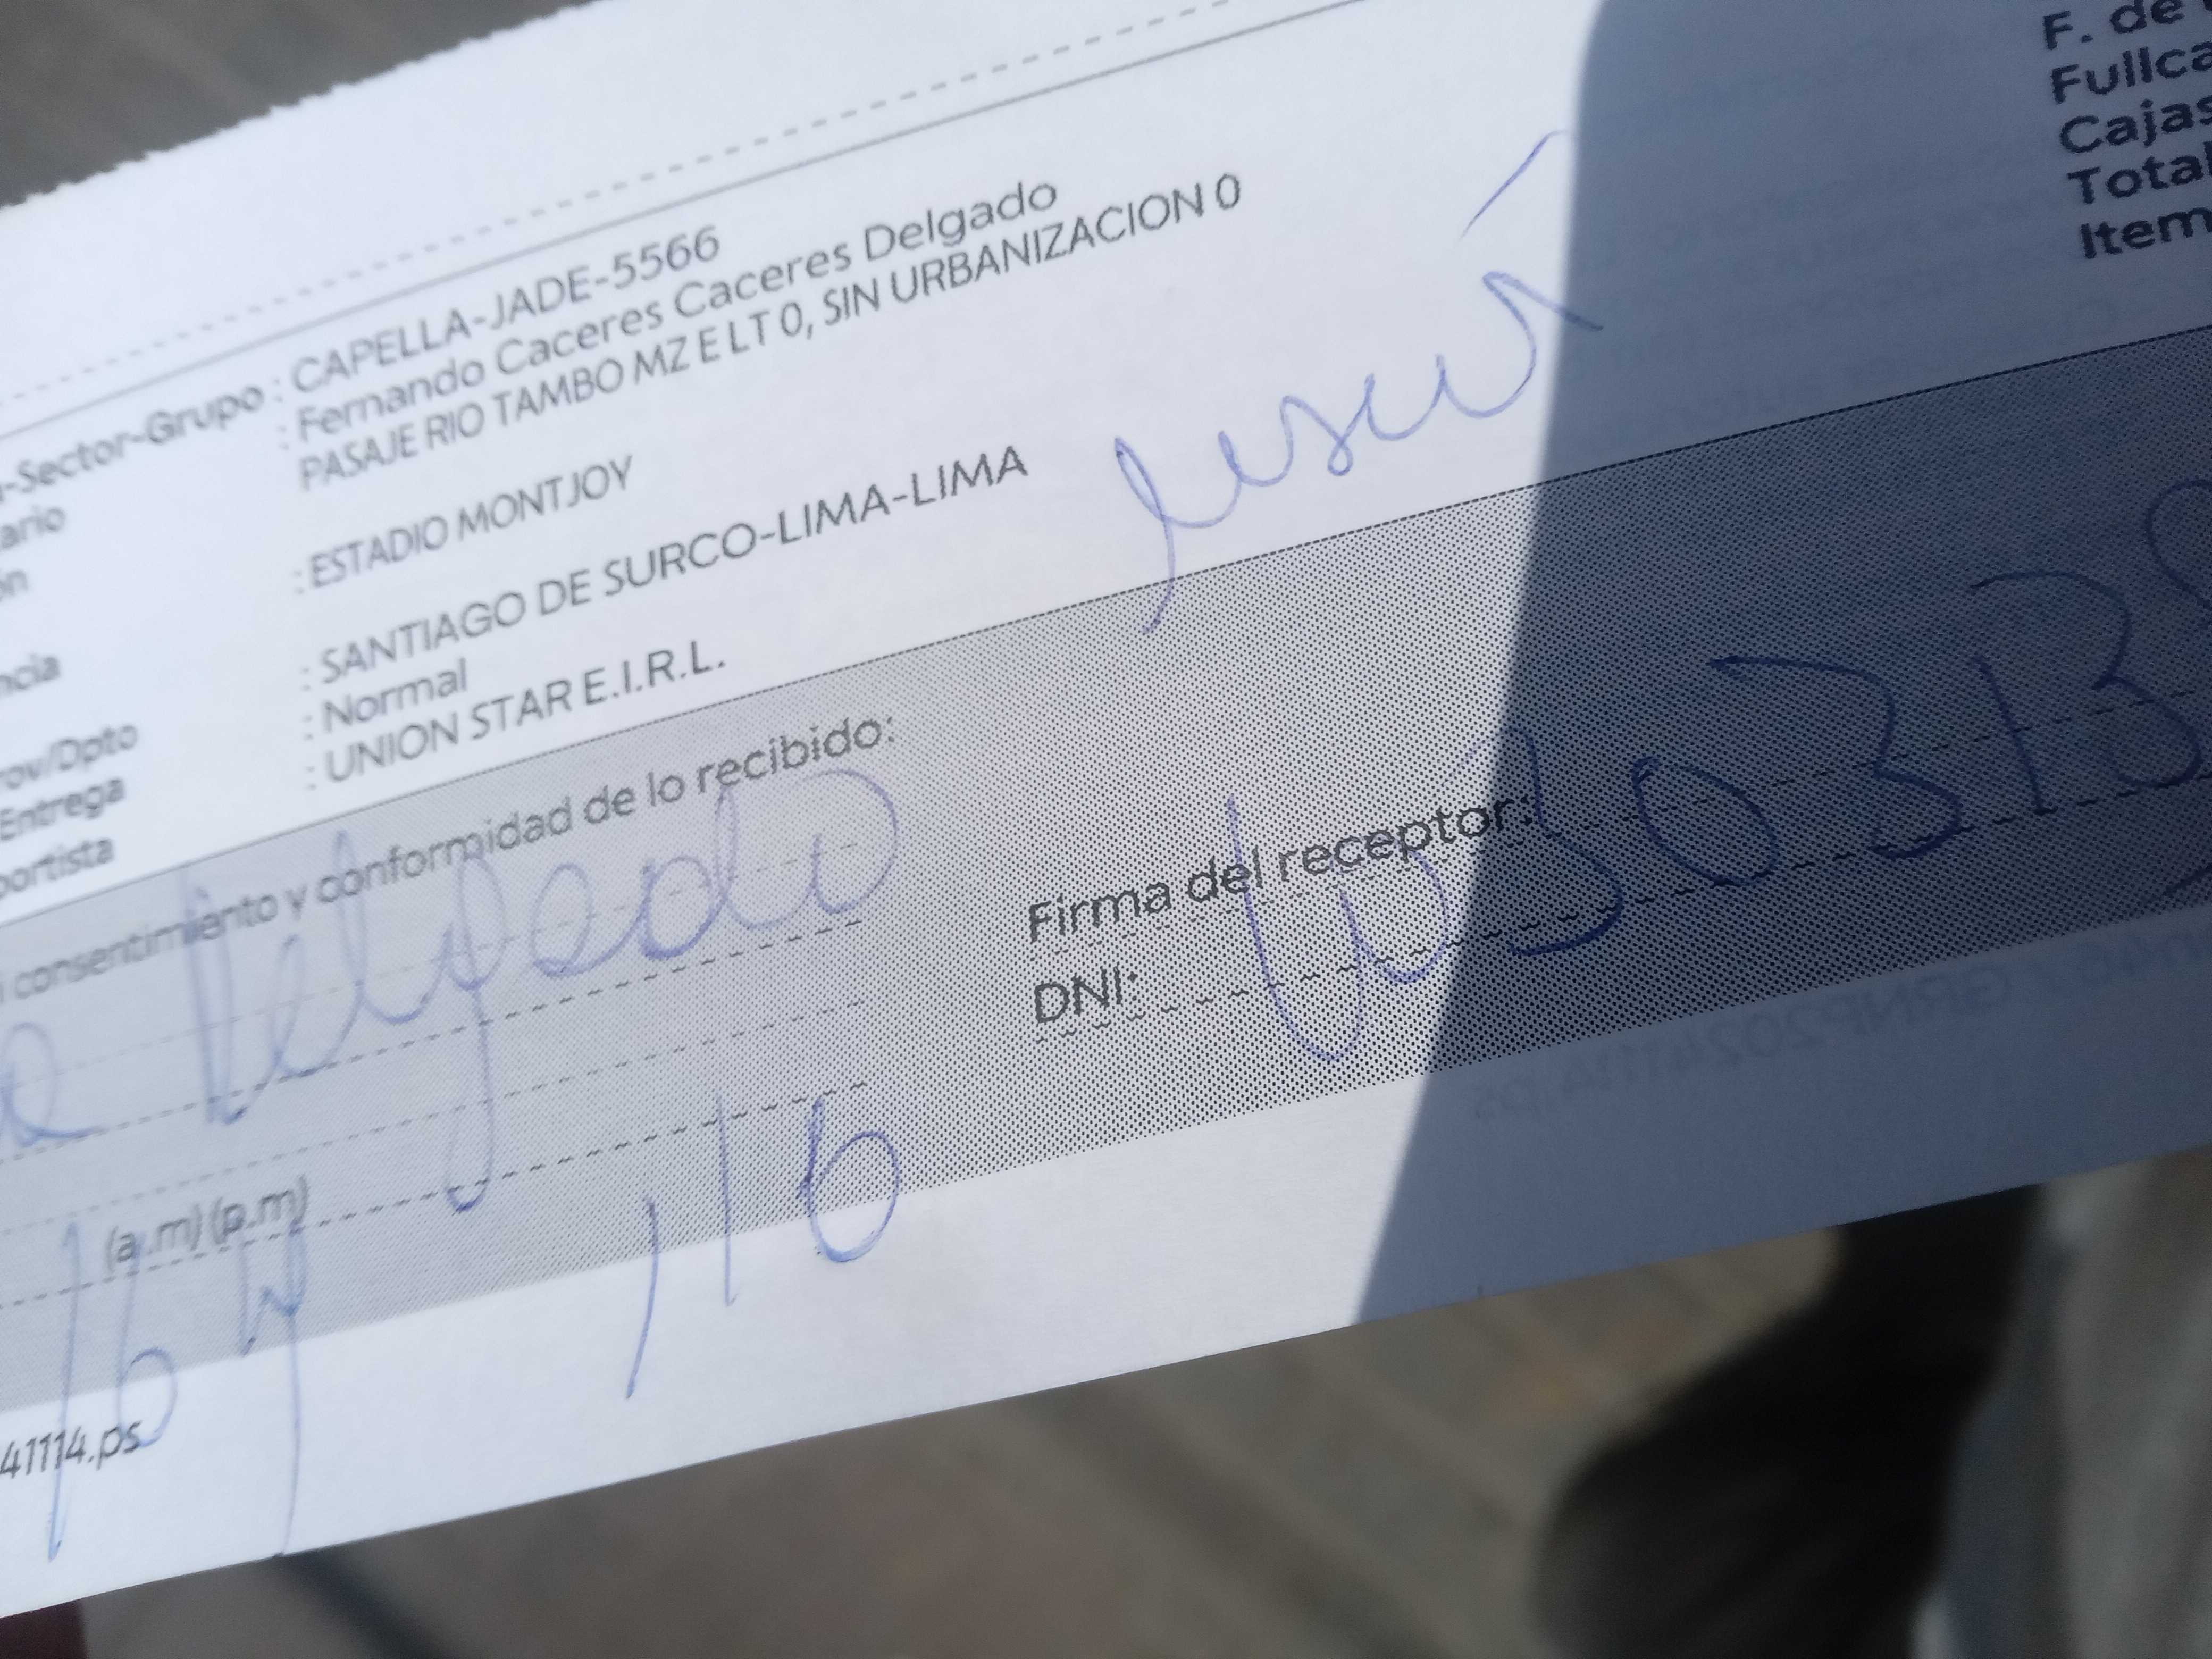 F. de
Fullca
Cajas
Total
Item
-Sector-Grupo : CAPELLA-JADE-5566
ario : Fernando Caceres Caceres Delgado
ón PASAJE RIO TAMBO MZ E LT 0, SIN URBANIZACION 0
ncia : ESTADIO MONTJOY
rov/Dpto : SANTIAGO DE SURCO-LIMA-LIMA
Entrega : Normal
portista : UNION STAR E.I.R.L.
i consentimiento y conformidad de lo recibido:
Delgado
Firma del receptor:
DNI:
(a.m) (p.m)
41114.ps